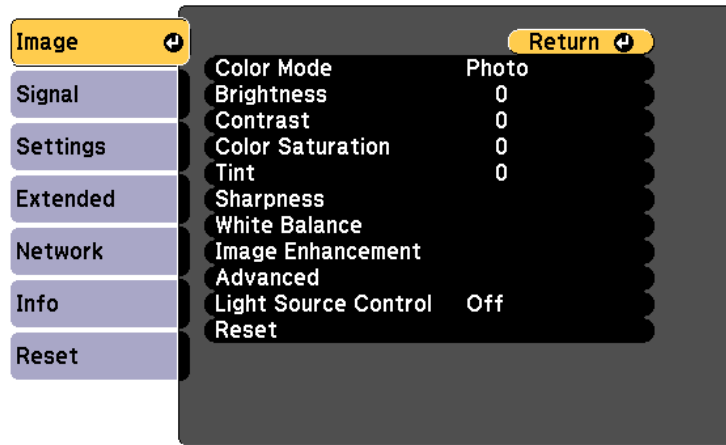 Image
Signal
Settings
Extended
Network
Info
Reset
Return
Color Mode Photo
Brightness 0
Contrast 0
Color Saturation 0
Tint 0
Sharpness
White Balance
Image Enhancement
Advanced
Light Source Control Off
Reset